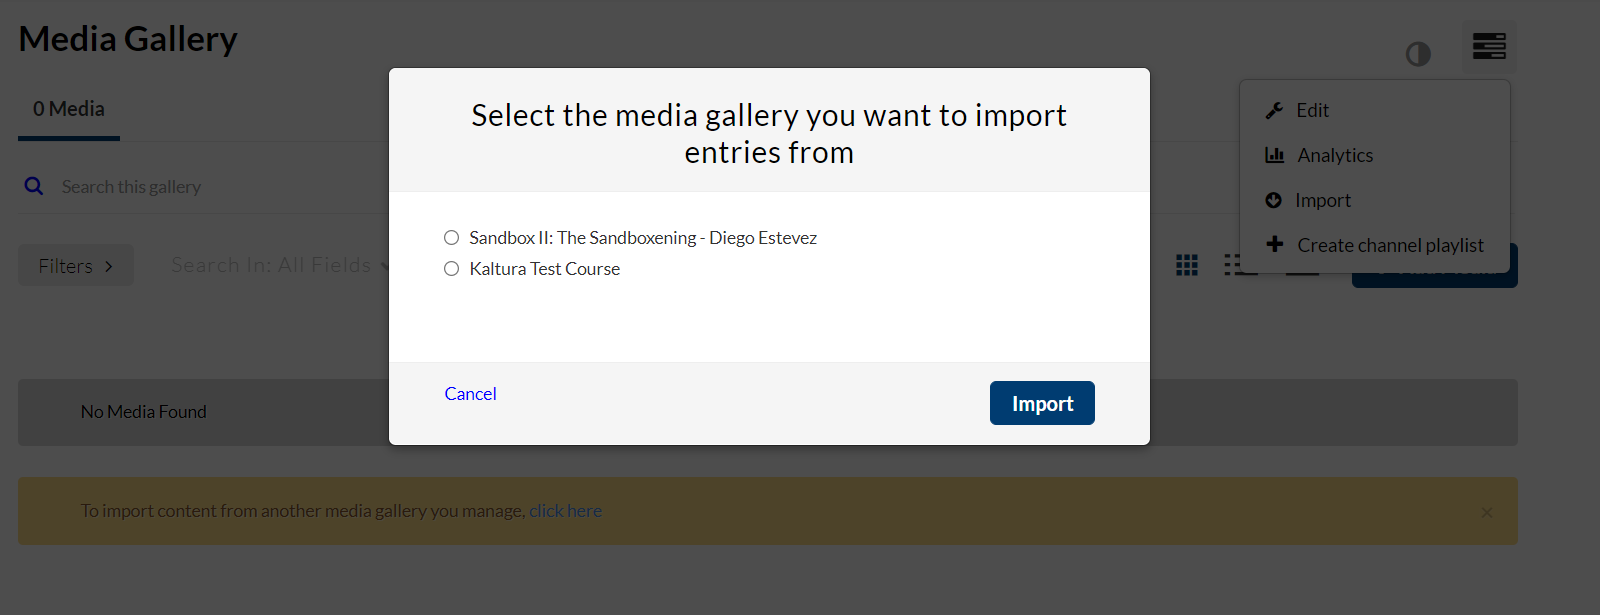 Media Gallery
0 Media
Search this gallery
Filters
Search In: All Fields
Edit
Analytics
Import
Create channel playlist
Select the media gallery you want to import
entries from
Sandbox II: The Sandboxening - Diego Estevez
Kaltura Test Course
Cancel
Import
No Media Found
To import content from another media gallery you manage, click here